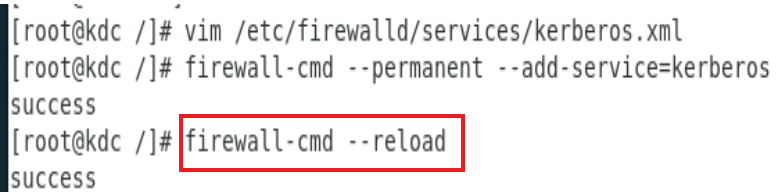 [root@kdc /]# vim /etc/firewalld/services/kerberos.xml
[root@kdc /]# firewall-cmd --permanent --add-service=kerberos
success
[root@kdc /]# firewall-cmd --reload
success